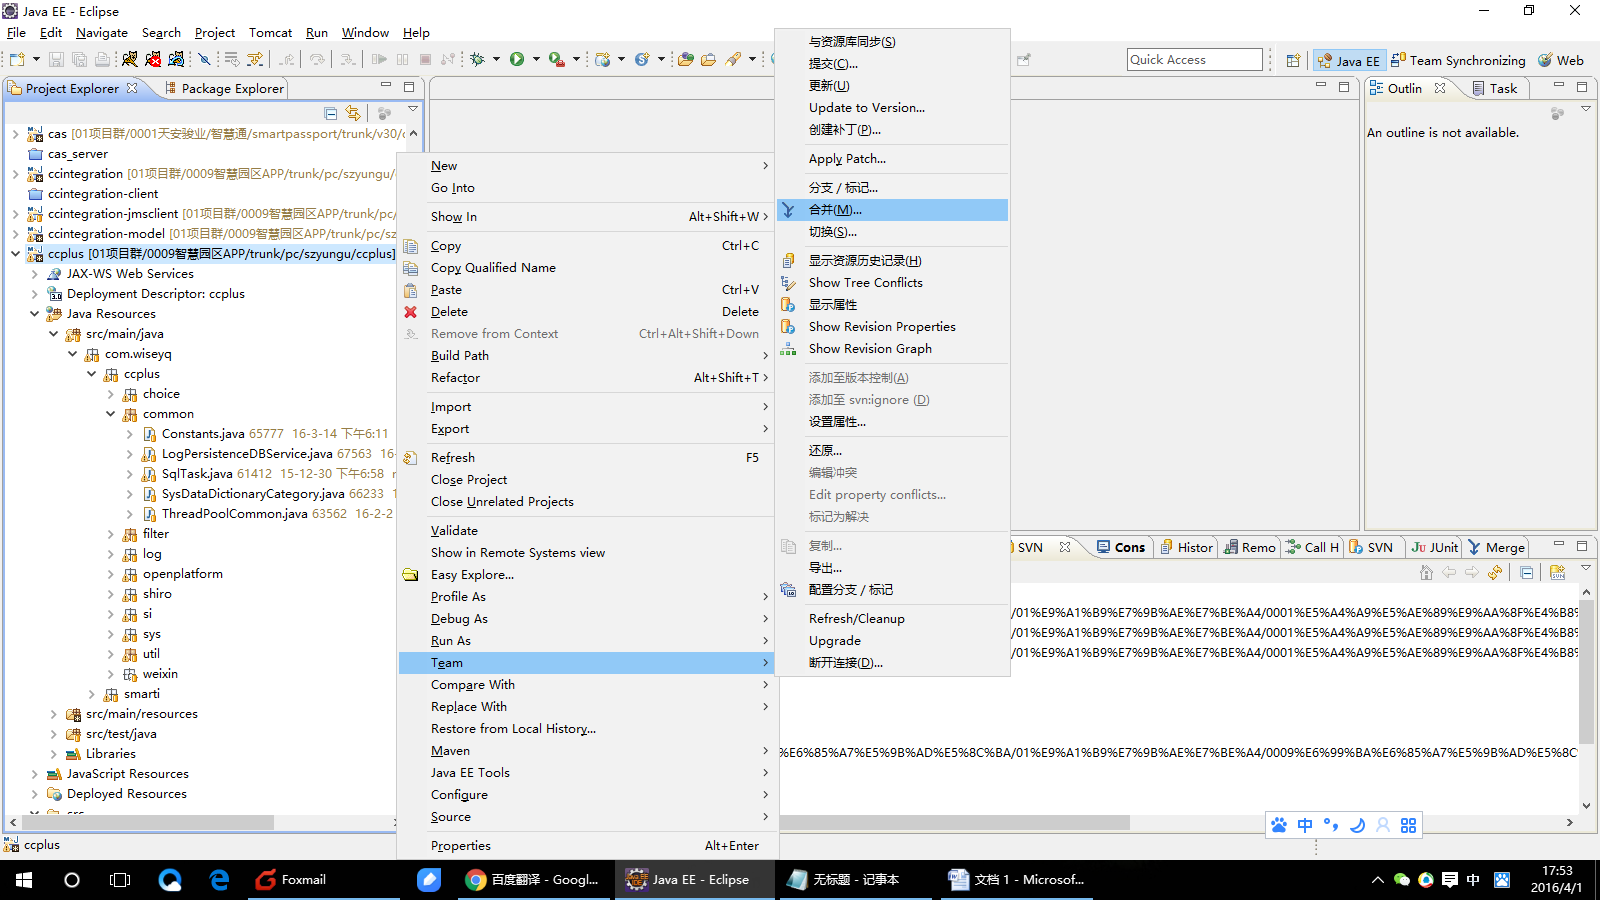 Java EE - Eclipse
File Edit Navigate Search Project Tomcat Run Window Help
Quick Access
Java EE
Team Synchronizing
Web
Project Explorer
Package Explorer
cas [01项目群/0001天安骏业/智慧通/smartpassport/trunk/v30/c
cas_server
ccintegration [01项目群/0009智慧园区APP/trunk/pc/szyungu/
ccintegration-client
ccintegration-jmsclient [01项目群/0009智慧园区APP/trunk/pc/
ccintegration-model [01项目群/0009智慧园区APP/trunk/pc/sz
ccplus [01项目群/0009智慧园区APP/trunk/pc/szyungu/ccplus]
JAX-WS Web Services
Deployment Descriptor: ccplus
Java Resources
src/main/java
com.wiseyq
ccplus
choice
common
Constants.java 65777 16-3-14 下午6:11
LogPersistenceDBService.java 67563 16-
SqlTask.java 61412 15-12-30 下午6:58
SysDataDictionaryCategory.java 66233 1
ThreadPoolCommon.java 63562 16-2-2
filter
log
openplatform
shiro
si
sys
util
weixin
smarti
src/main/resources
src/test/java
Libraries
JavaScript Resources
Deployed Resources
src
ccplus
New
Go Into
Show In Alt+Shift+W
Copy Ctrl+C
Copy Qualified Name
Paste Ctrl+V
Delete Delete
Remove from Context Ctrl+Alt+Shift+Down
Build Path
Refactor Alt+Shift+T
Import
Export
Refresh F5
Close Project
Close Unrelated Projects
Validate
Show in Remote Systems view
Easy Explore...
Profile As
Debug As
Run As
Team
Compare With
Replace With
Restore from Local History...
Maven
Java EE Tools
Configure
Source
Properties Alt+Enter
与资源库同步(S)
提交(C)...
更新(U)
Update to Version...
创建补丁(P)...
Apply Patch...
分支 / 标记...
合并(M)...
切换(S)...
显示资源历史记录(H)
Show Tree Conflicts
显示属性
Show Revision Properties
Show Revision Graph
添加至版本控制(A)
添加至 svn:ignore (D)
设置属性...
还原...
编辑冲突
Edit property conflicts...
标记为解决
复制...
导出...
配置分支 / 标记
Refresh/Cleanup
Upgrade
断开连接(D)...
Outlin
Task
An outline is not available.
SVN
Cons
Histor
Remo
Call H
SVN
JUnit
Merge
/01%E9%A1%B9%E7%9B%AE%E7%BE%A4/0001%E5%A4%A9%E5%AE%89%E9%AA%8F%E4%B8%
/01%E9%A1%B9%E7%9B%AE%E7%BE%A4/0001%E5%A4%A9%E5%AE%89%E9%AA%8F%E4%B8%
/01%E9%A1%B9%E7%9B%AE%E7%BE%A4/0001%E5%A4%A9%E5%AE%89%E9%AA%8F%E4%B8%
%E6%85%A7%E5%9B%AD%E5%8C%BA/01%E9%A1%B9%E7%9B%AE%E7%BE%A4/0009%E6%99%BA%E6%85%A7%E5%9B%AD%E5%8C
中
Foxmail
百度翻译 - Googl...
Java EE - Eclipse
无标题 - 记事本
文档 1 - Microsof...
中
17:53
2016/4/1